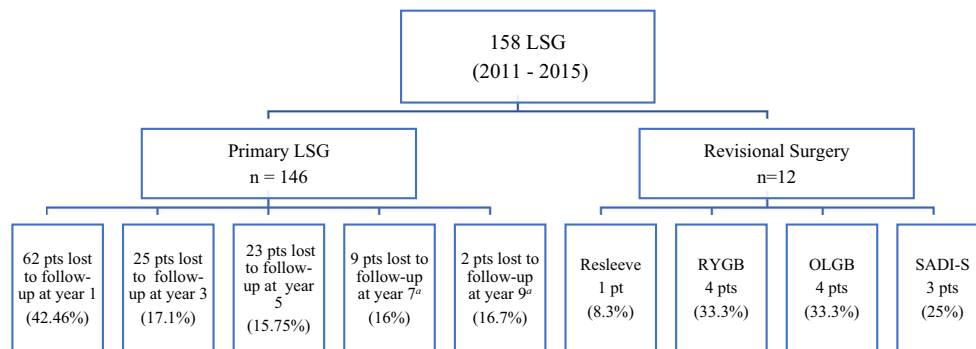 158 LSG
(2011 - 2015)
Primary LSG
n = 146
Revisional Surgery
n=12
62 pts lost
to follow-
up at year 1
(42.46%)
25 pts lost
to follow-
up at year 3
(17.1%)
23 pts lost
to follow-
up at year
5
(15.75%)
9 pts lost to
follow-up
at year 7ᵃ
(16%)
2 pts lost to
follow-up
at year 9ᵃ
(16.7%)
Resleeve
1 pt
(8.3%)
RYGB
4 pts
(33.3%)
OLGB
4 pts
(33.3%)
SADI-S
3 pts
(25%)